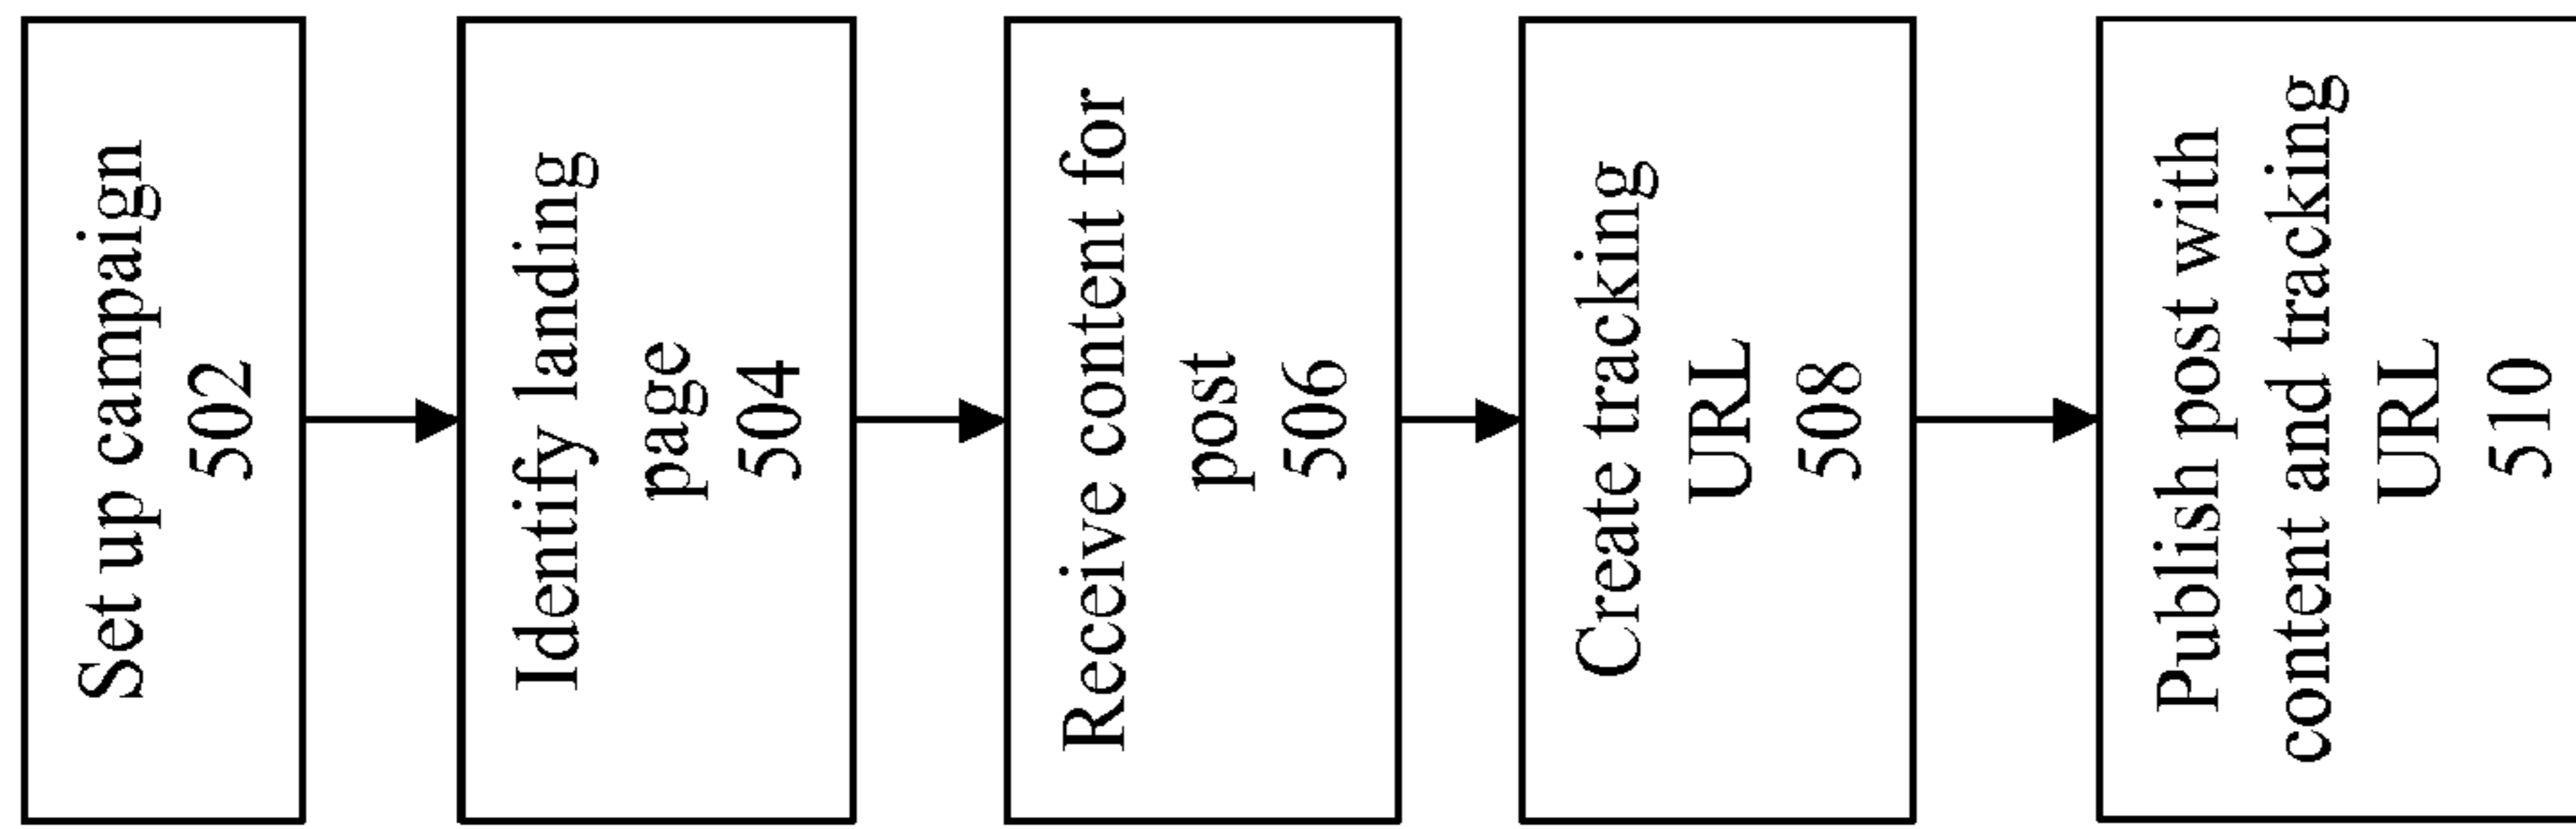 Set up campaign
502
Identify landing
page
504
Receive content for
post
506
Create tracking
URL
508
Publish post with
content and tracking
URL
510